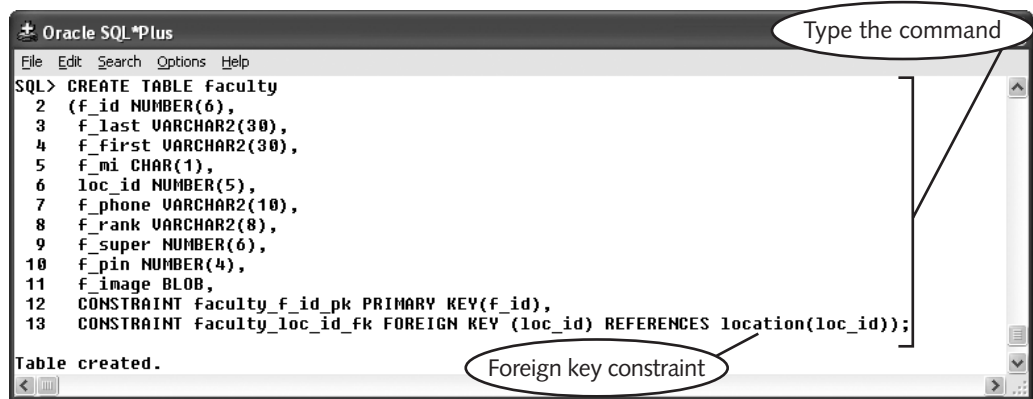 Oracle SQL*Plus
Type the command
File Edit Search Options Help
SQL> CREATE TABLE faculty
2 (f_id NUMBER(6),
3 f_last VARCHAR2(30),
4 f_first VARCHAR2(30),
5 f_mi CHAR(1),
6 loc_id NUMBER(5),
7 f_phone VARCHAR2(10),
8 f_rank VARCHAR2(8),
9 f_super NUMBER(6),
10 f_pin NUMBER(4),
11 f_image BLOB,
12 CONSTRAINT faculty_f_id_pk PRIMARY KEY(f_id),
13 CONSTRAINT faculty_loc_id_fk FOREIGN KEY (loc_id) REFERENCES location(loc_id));
Table created.
Foreign key constraint